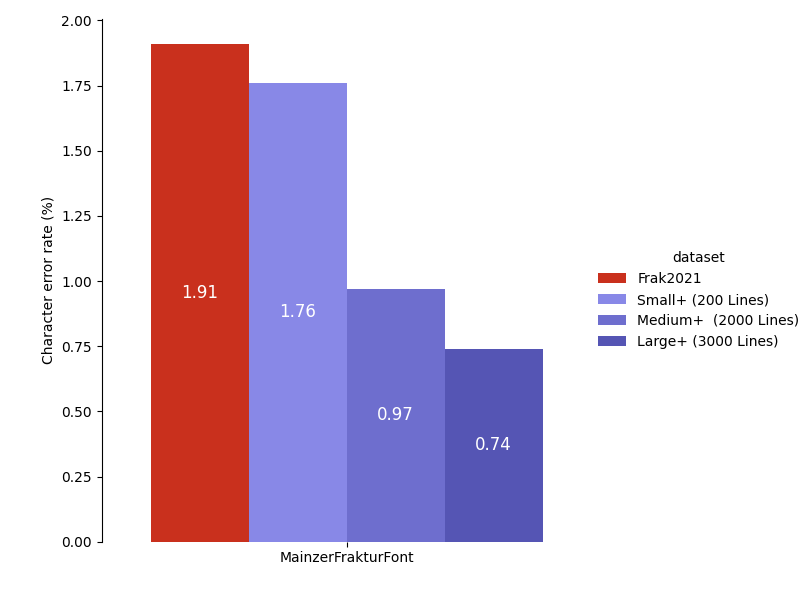 2.00
1.75
1.50
1.25
1.00
0.75
0.50
0.25
0.00
Character error rate (%)
1.91
1.76
0.97
0.74
MainzerFrakturFont
dataset
Frak2021
Small+ (200 Lines)
Medium+  (2000 Lines)
Large+ (3000 Lines)